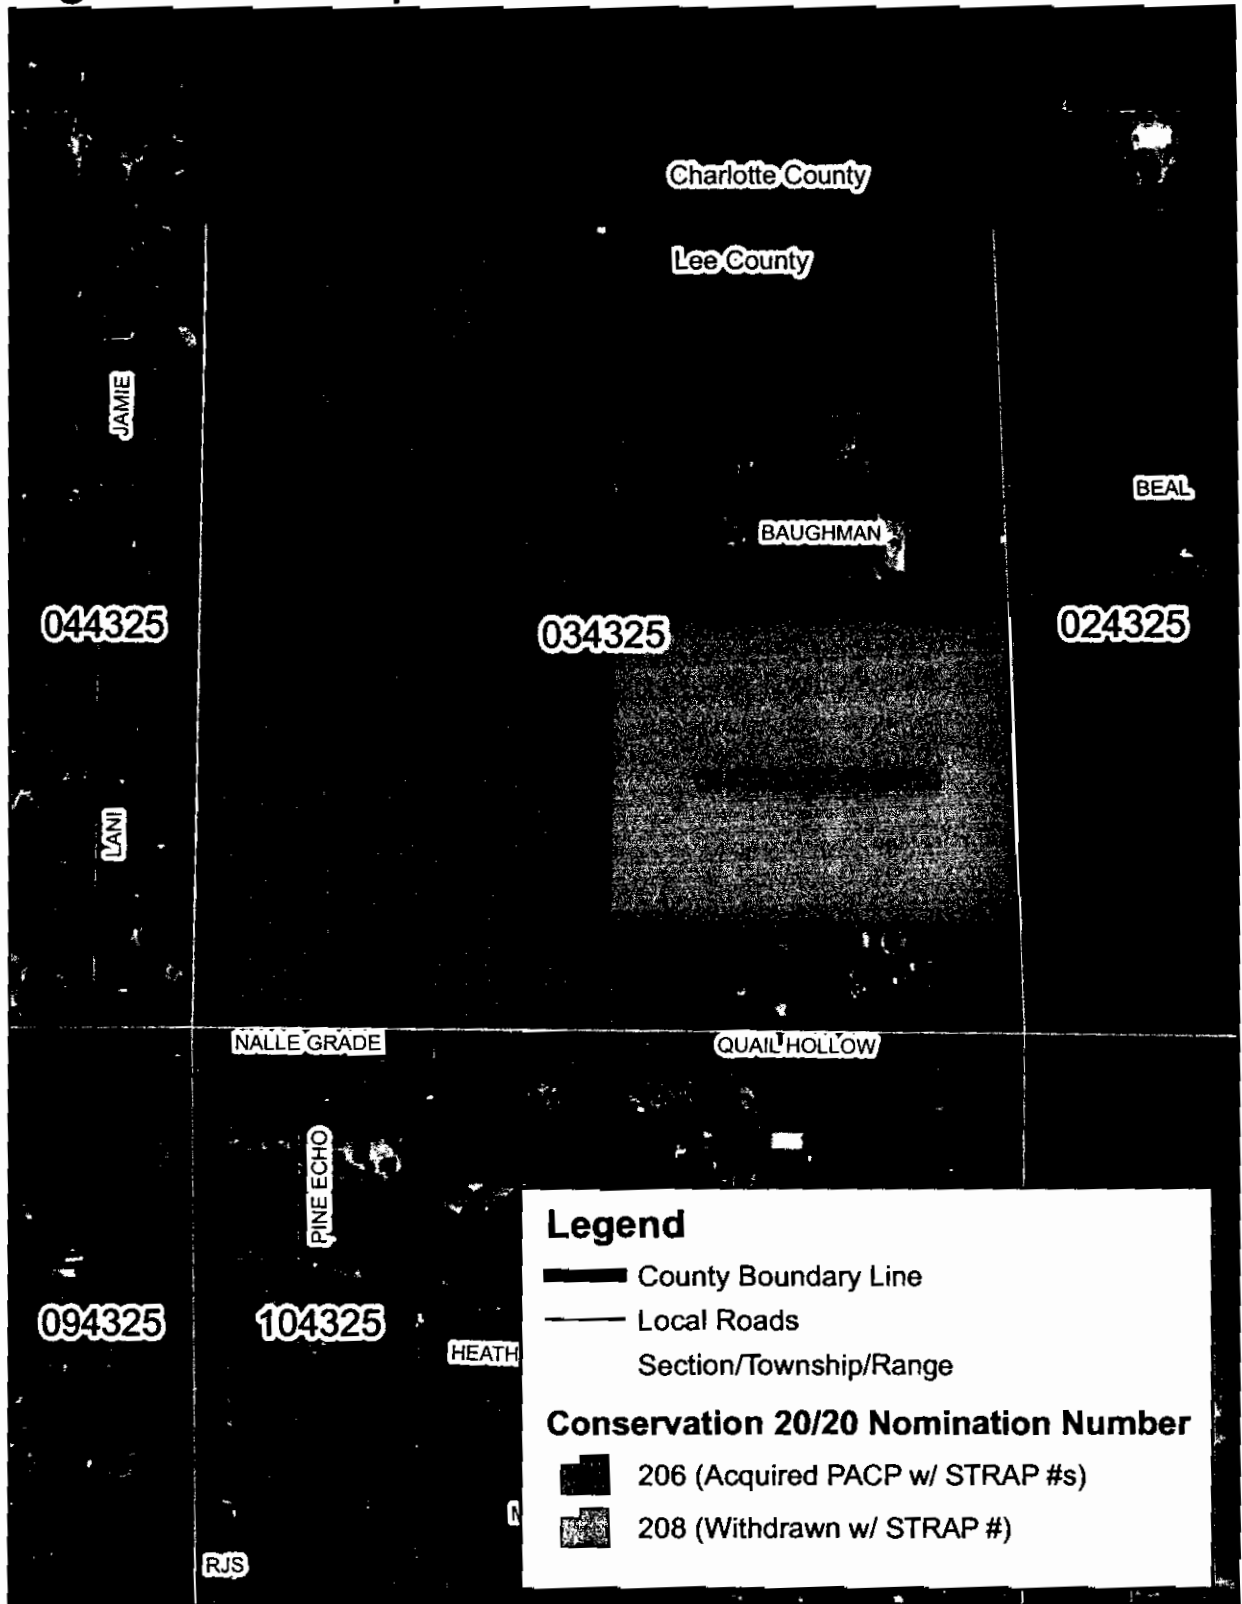 Charlotte County
Lee County
JAMIE
BEAL
BAUGHMAN
044325
034325
024325
LANI
NALLE GRADE
QUAIL HOLLOW
PINE ECHO
094325
104325
HEATH
RJS
Legend
County Boundary Line
Local Roads
Section/Township/Range
Conservation 20/20 Nomination Number
206 (Acquired PACP w/ STRAP #s)
208 (Withdrawn w/ STRAP #)